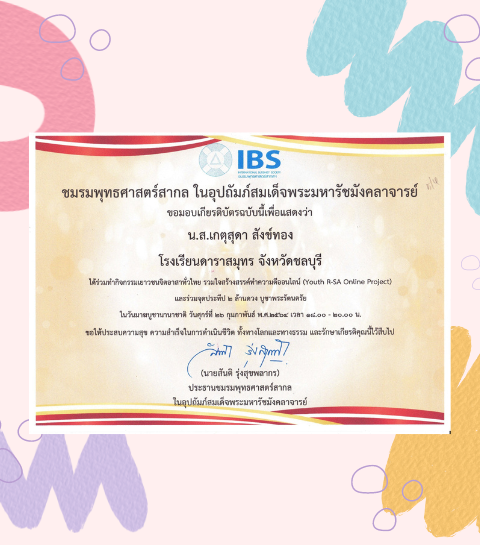 IBS
INTERNATIONAL BUDDHIST SOCIETY
ชมรมพุทธศาสตร์สากล ในอุปถัมภ์สมเด็จพระมหารัชมังคลาจารย์
ขอมอบเกียรติบัตรฉบับนี้เพื่อแสดงว่า
น.ส.เกตุสุดา สังข์ทอง
โรงเรียนดาราสมุทร จังหวัดชลบุรี
ได้ร่วมทำกิจกรรมเยาวชนจิตอาสาทั่วไทย รวมใจสร้างสรรค์ทำความดีออนไลน์ (Youth R-SA Online Project)
และร่วมจุดประทีป ๒ ล้านดวง บูชาพระรัตนตรัย
ในวันมาฆบูชานานาชาติ วันศุกร์ที่ ๒๖ กุมภาพันธ์ พ.ศ.๒๕๖๔ เวลา ๑๘.๐๐ - ๒๐.๐๐ น.
ขอให้ประสบความสุข ความสำเร็จในการดำเนินชีวิต ทั้งทางโลกและทางธรรม และรักษาเกียรติคุณนี้ไว้สืบไป
(นายสันติ รุ่งสุขพลากร)
ประธานชมรมพุทธศาสตร์สากล
ในอุปถัมภ์สมเด็จพระมหารัชมังคลาจารย์